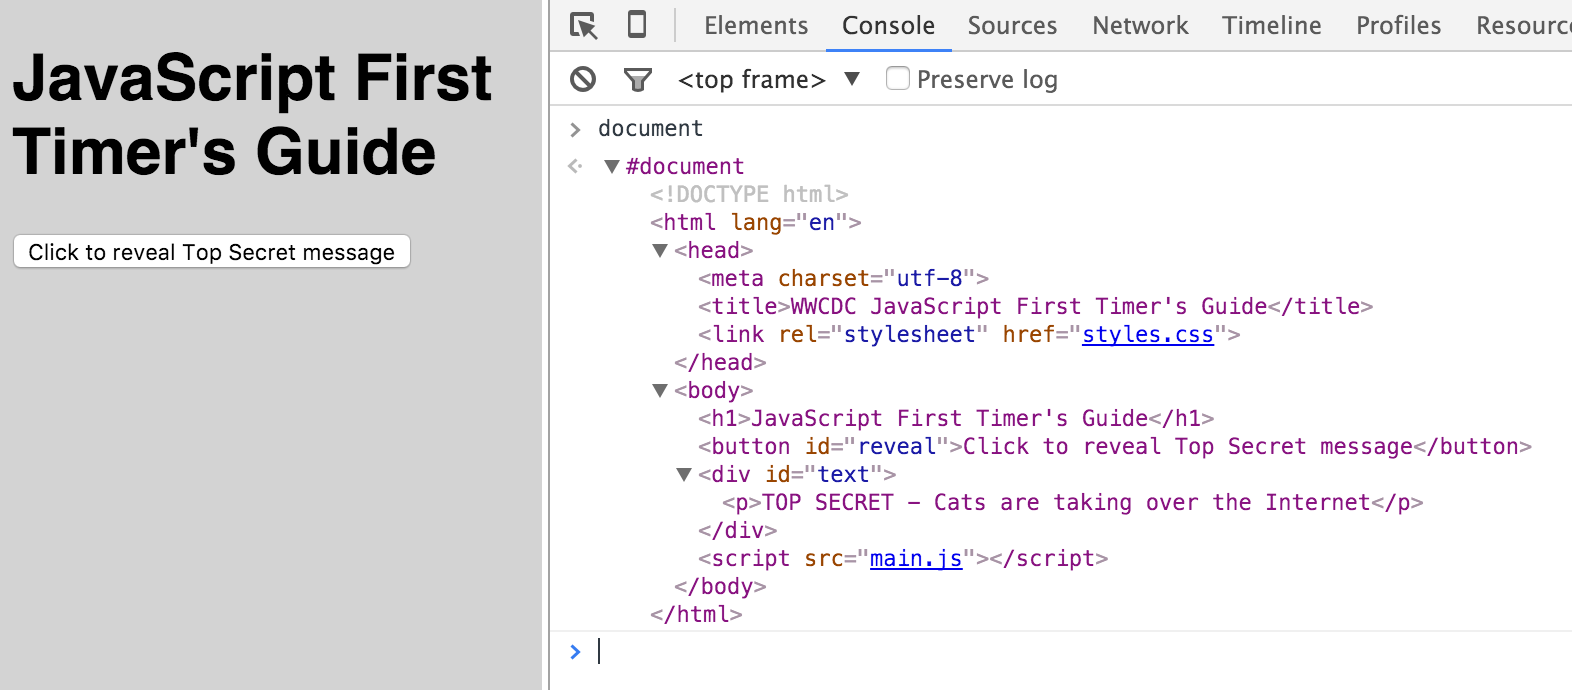 JavaScript First
Timer's Guide
Click to reveal Top Secret message
Elements Console Sources Network Timeline Profiles Resourc
<top frame> ▼ Preserve log
> document
▼ #document
<!DOCTYPE html>
<html lang="en">
▼ <head>
<meta charset="utf-8">
<title>WWCDC JavaScript First Timer's Guide</title>
<link rel="stylesheet" href="styles.css">
</head>
▼ <body>
<h1>JavaScript First Timer's Guide</h1>
<button id="reveal">Click to reveal Top Secret message</button>
▼ <div id="text">
<p>TOP SECRET - Cats are taking over the Internet</p>
</div>
<script src="main.js"></script>
</body>
</html>
>